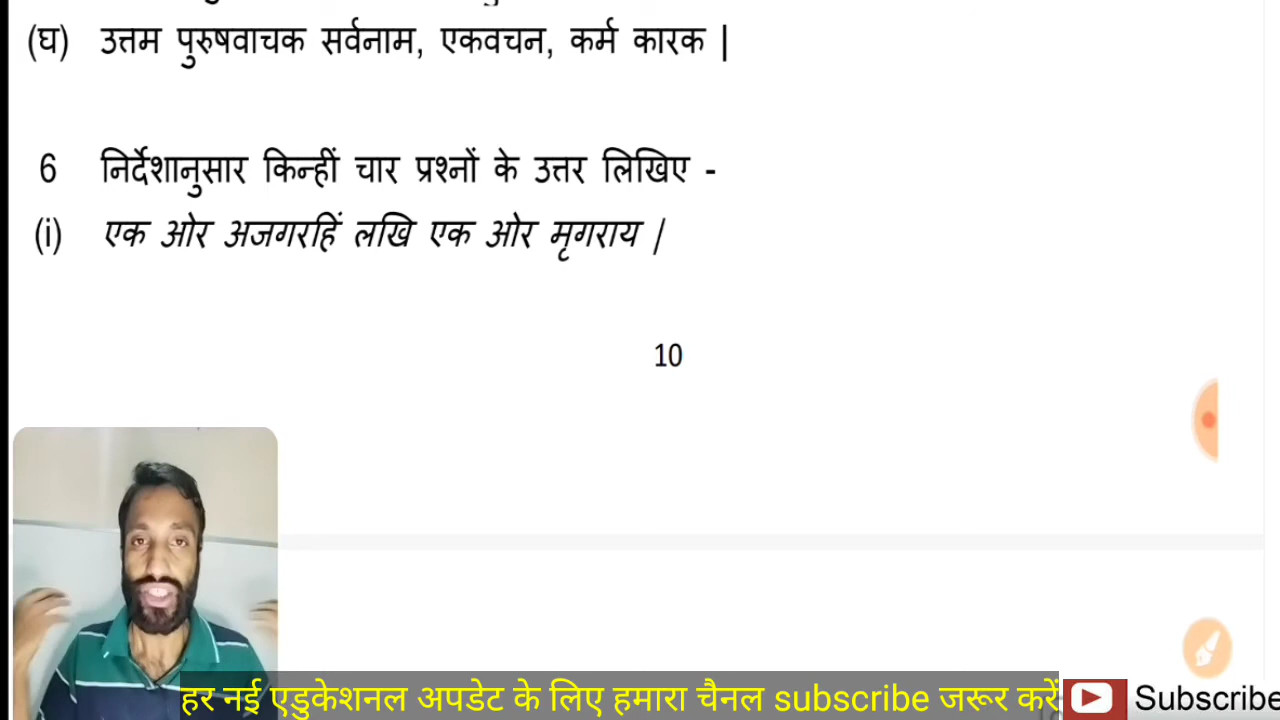 (घ) उत्तम पुरुषवाचक सर्वनाम, एकवचन, कर्म कारक |
6 निर्देशानुसार किन्हीं चार प्रश्नों के उत्तर लिखिए -
(i) एक ओर अजगरहिं लखि एक ओर मृगराय |
10
हर नई एडुकेशनल अपडेट के लिए हमारा चैनल subscribe जरूर करें
Subscribe